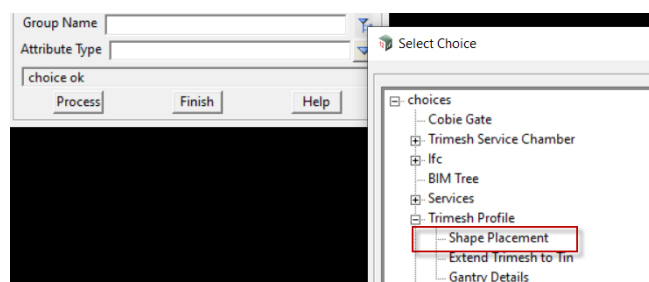 Group Name
Attribute Type
choice ok
Process Finish Help
Select Choice
choices
Cobie Gate
Trimesh Service Chamber
Ifc
BIM Tree
Services
Trimesh Profile
Shape Placement
Extend Trimesh to Tin
Gantry Details